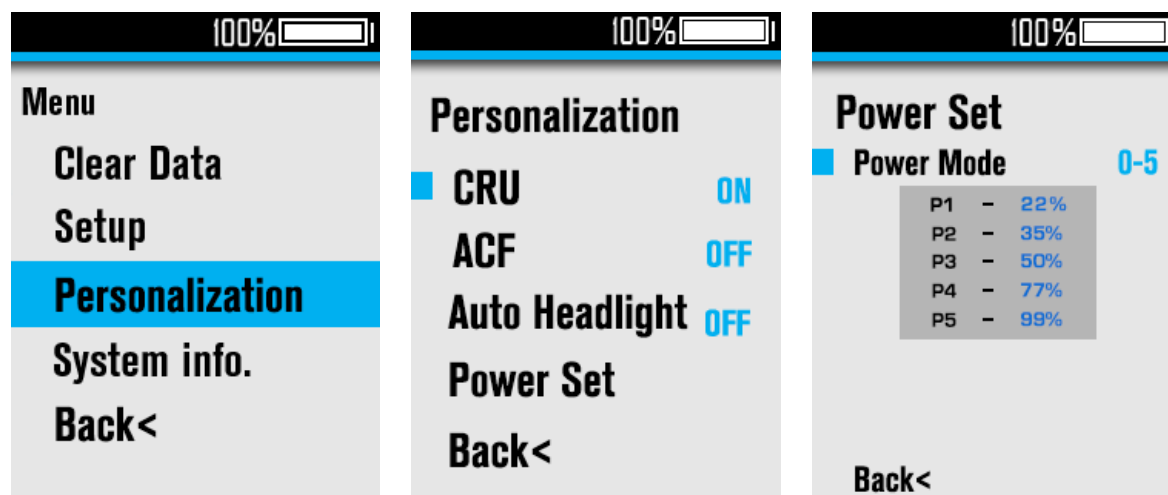 100%
Menu
Clear Data
Setup
Personalization
System info.
Back<
100%
Personalization
CRU ON
ACF OFF
Auto Headlight OFF
Power Set
Back<
100%
Power Set
Power Mode 0-5
P1 - 22%
P2 - 35%
P3 - 50%
P4 - 77%
P5 - 99%
Back<